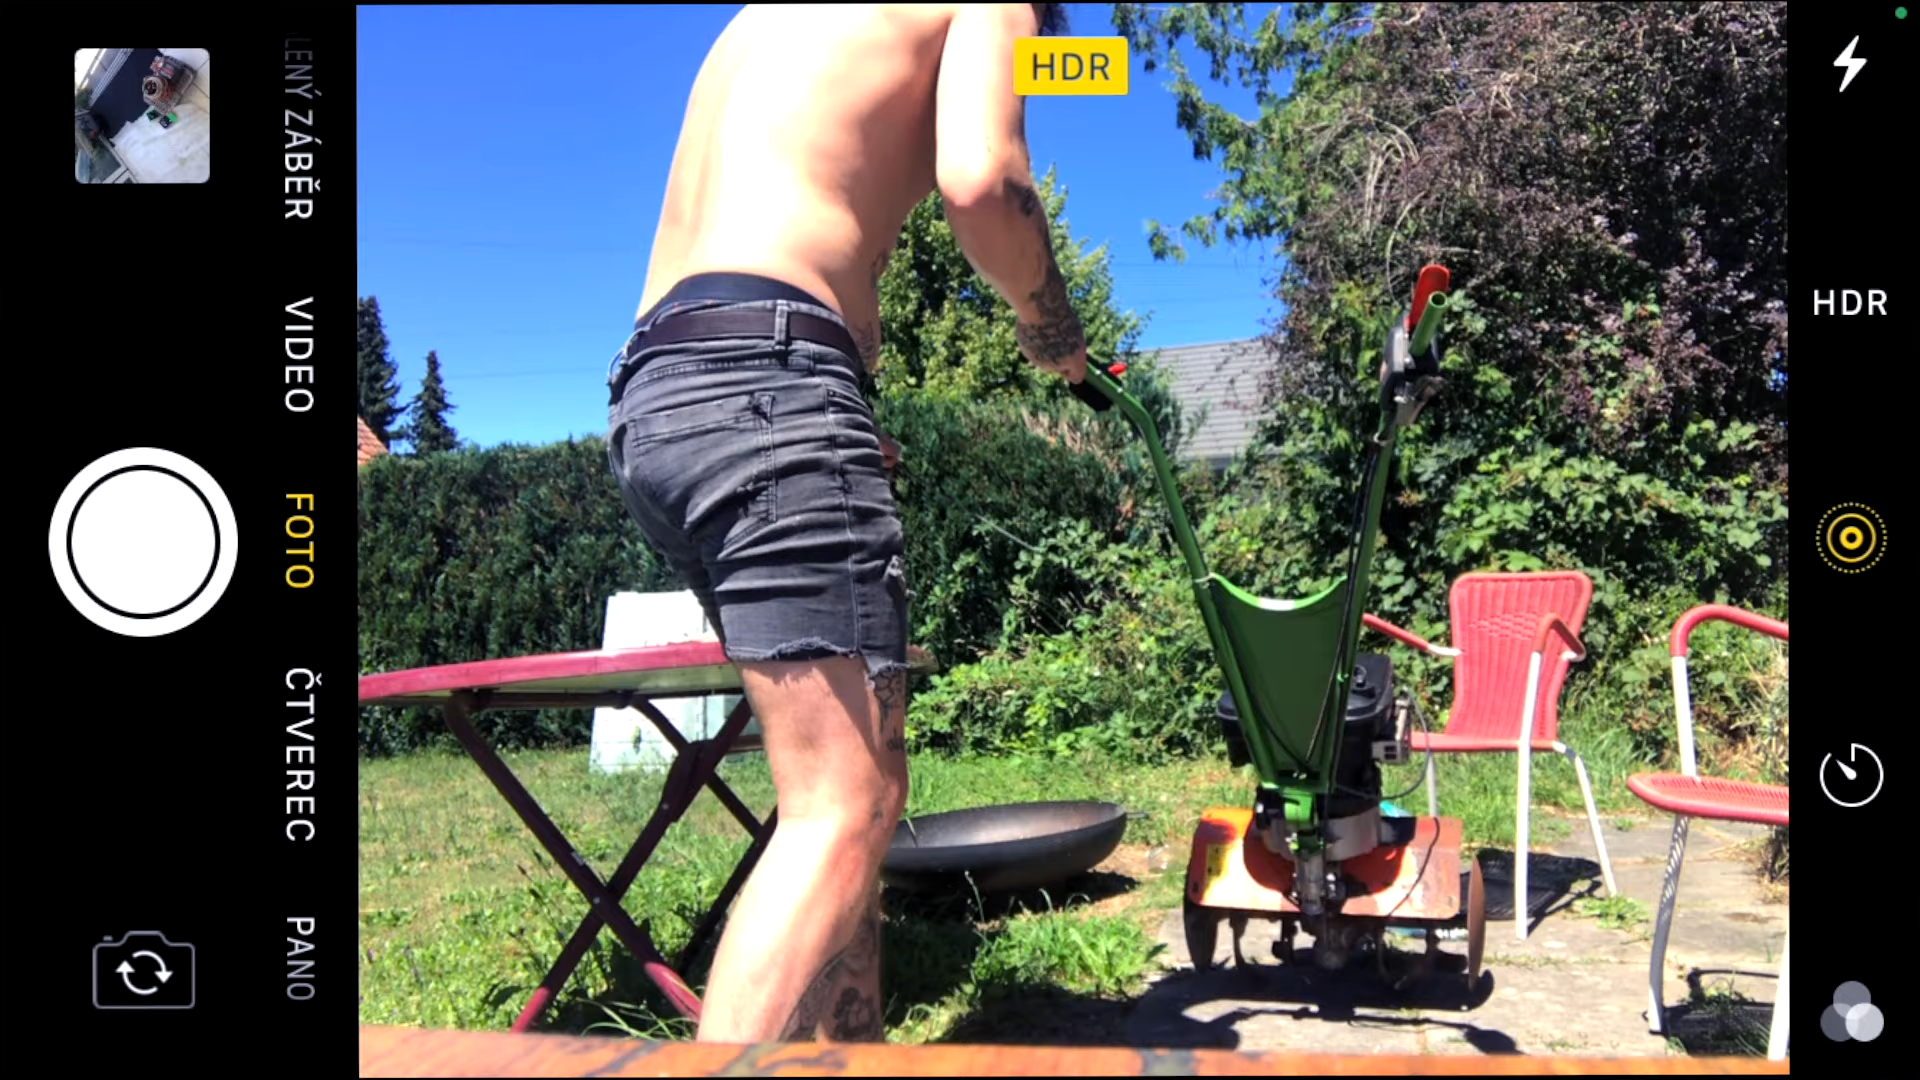 HDR
LENÝ ZÁBĚR
VIDEO
FOTO
ČTVEREC
PANO
HDR